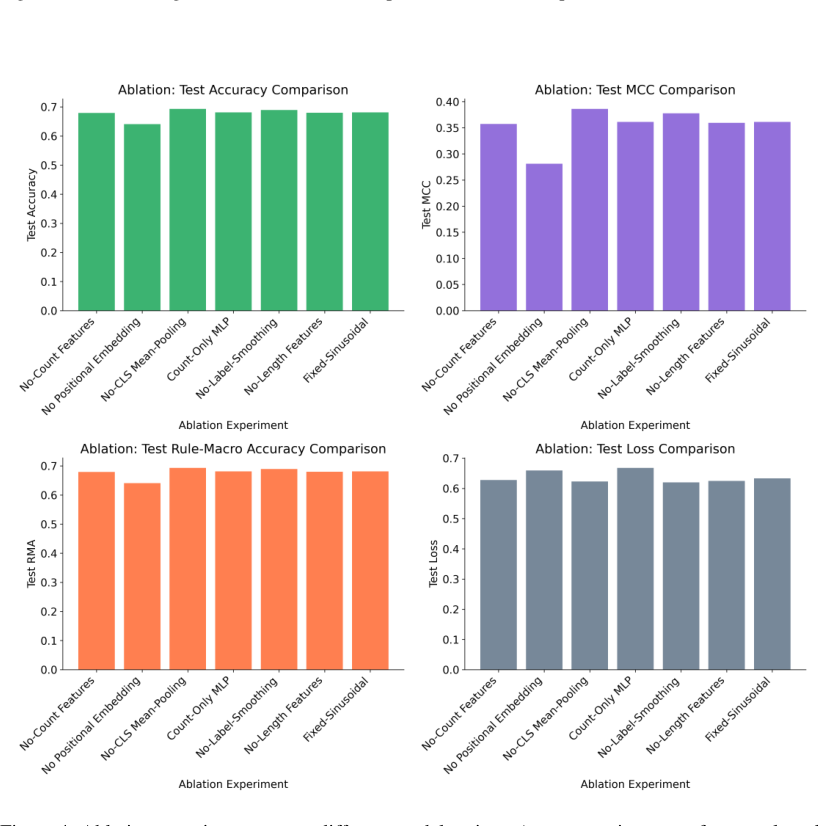 Ablation: Test Accuracy Comparison
0.7
0.6
0.5
0.4
0.3
0.2
0.1
0.0
Test Accuracy
No-Count Features
No Positional Embedding
No-CLS Mean-Pooling
Count-Only MLP
No-Label-Smoothing
No-Length Features
Fixed-Sinusoidal
Ablation Experiment
Ablation: Test MCC Comparison
0.40
0.35
0.30
0.25
0.20
0.15
0.10
0.05
0.00
Test MCC
No-Count Features
No Positional Embedding
No-CLS Mean-Pooling
Count-Only MLP
No-Label-Smoothing
No-Length Features
Fixed-Sinusoidal
Ablation Experiment
Ablation: Test Rule-Macro Accuracy Comparison
0.7
0.6
0.5
0.4
0.3
0.2
0.1
0.0
Test RMA
No-Count Features
No Positional Embedding
No-CLS Mean-Pooling
Count-Only MLP
No-Label-Smoothing
No-Length Features
Fixed-Sinusoidal
Ablation Experiment
Ablation: Test Loss Comparison
0.7
0.6
0.5
0.4
0.3
0.2
0.1
0.0
Test Loss
No-Count Features
No Positional Embedding
No-CLS Mean-Pooling
Count-Only MLP
No-Label-Smoothing
No-Length Features
Fixed-Sinusoidal
Ablation Experiment